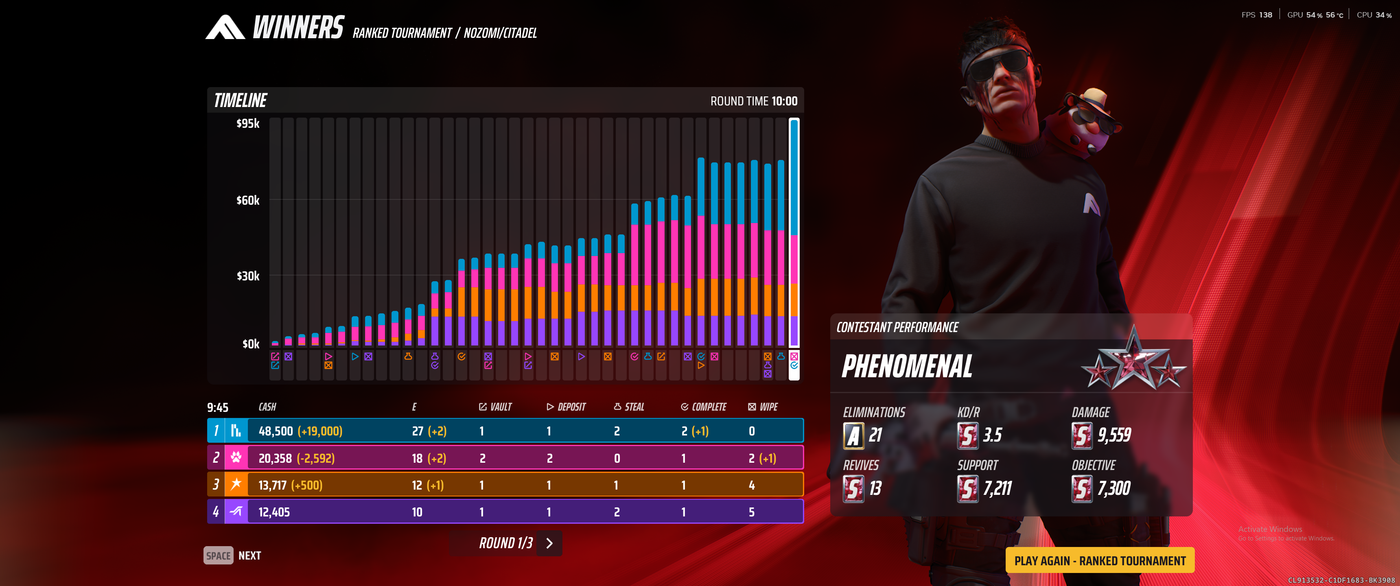 FPS 138 GPU 54 % 56 °C CPU 34 %
WINNERS RANKED TOURNAMENT / NOZOMI/CITADEL
TIMELINE ROUND TIME 10:00
$95k
$60k
$30k
$0k
9:45 CASH E VAULT DEPOSIT STEAL COMPLETE WIPE
1 48,500 (+19,000) 27 (+2) 1 1 2 2 (+1) 0
2 20,358 (-2,592) 18 (+2) 2 2 0 1 2 (+1)
3 13,717 (+500) 12 (+1) 1 1 1 1 4
4 12,405 10 1 1 2 1 5
ROUND 1/3
SPACE NEXT
CONTESTANT PERFORMANCE
PHENOMENAL
ELIMINATIONS KD/R DAMAGE
A 21 S 3.5 S 9,559
REVIVES SUPPORT OBJECTIVE
S 13 S 7,211 S 7,300
Activate Windows
Go to Settings to activate Windows.
PLAY AGAIN - RANKED TOURNAMENT
CL913532-C1DF1683-BK3908